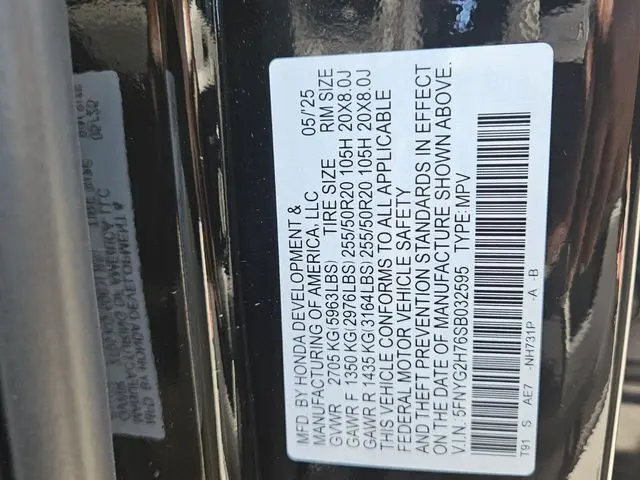 MFD. BY HONDA DEVELOPMENT &
MANUFACTURING OF AMERICA, LLC 05/'25
GVWR 2705 KG(5963LBS) TIRE SIZE RIM SIZE
GAWR F 1350 KG(2976LBS) 255/50R20 105H 20X8.0J
GAWR R 1435 KG(3164LBS) 255/50R20 105H 20X8.0J
THIS VEHICLE CONFORMS TO ALL APPLICABLE
FEDERAL MOTOR VEHICLE SAFETY
AND THEFT PREVENTION STANDARDS IN EFFECT
ON THE DATE OF MANUFACTURE SHOWN ABOVE.
V.I.N.: 5FNYG2H76SB032595 TYPE: MPV
T91 S AE7 -NH731P -A -B